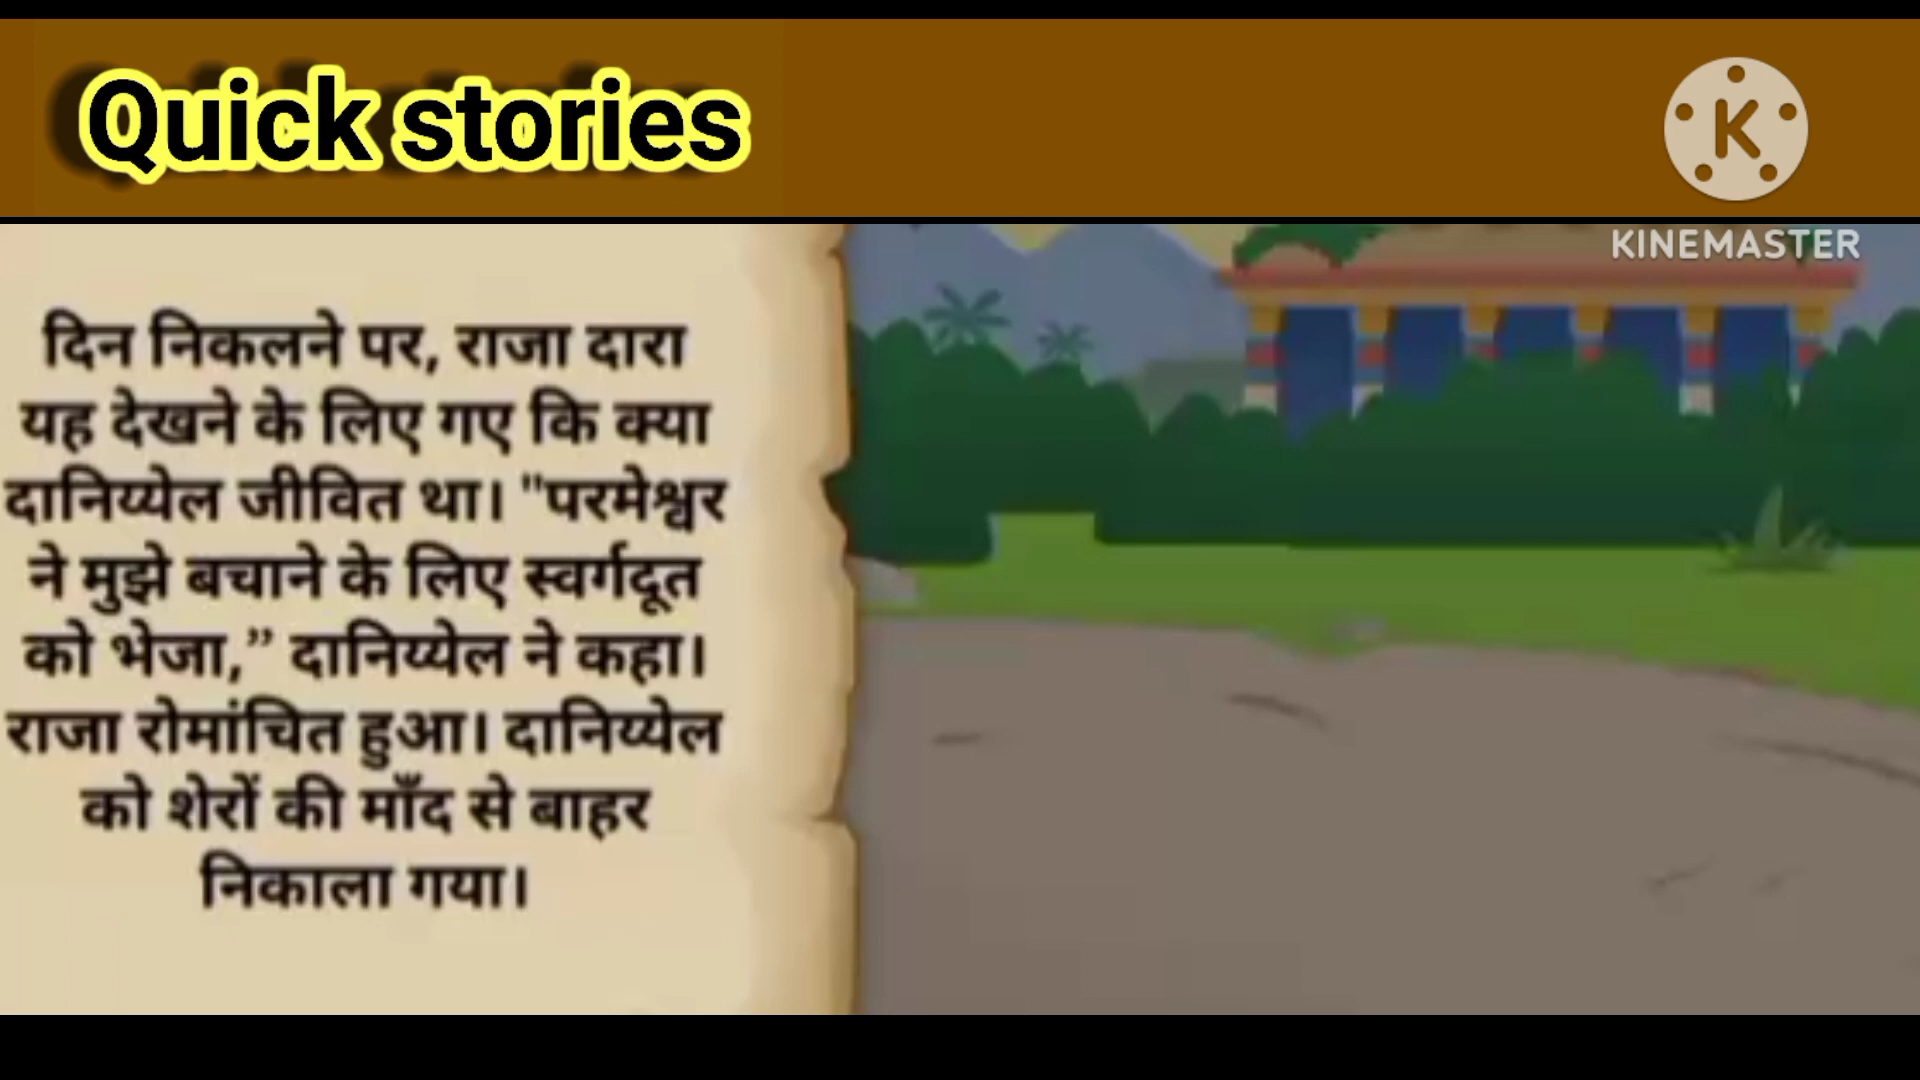 Quick stories
K
KINEMASTER
दिन निकलने पर, राजा दारा
यह देखने के लिए गए कि क्या
दानिय्येल जीवित था। "परमेश्वर
ने मुझे बचाने के लिए स्वर्गदूत
को भेजा,” दानिय्येल ने कहा।
राजा रोमांचित हुआ। दानिय्येल
को शेरों की माँद से बाहर
निकाला गया।